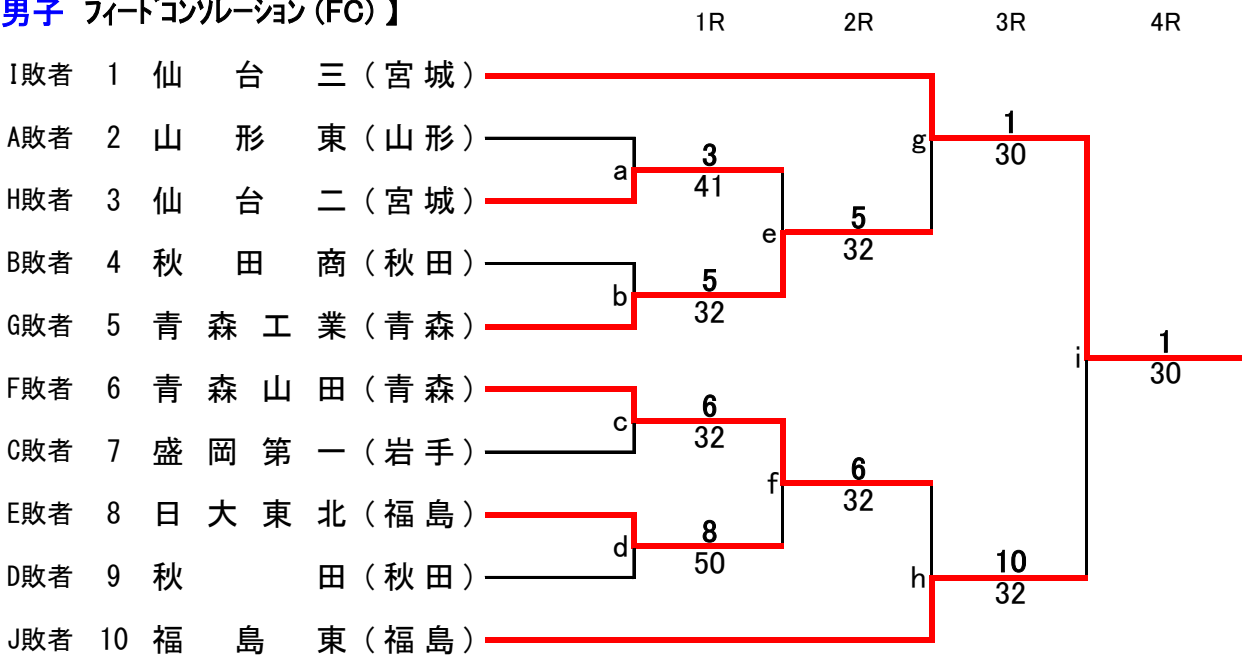 男子 フィードコンソレーション(FC)】
1R 2R 3R 4R
I敗者 1 仙台三(宮城)
A敗者 2 山形東(山形)
H敗者 3 仙台二(宮城)
B敗者 4 秋田商(秋田)
G敗者 5 青森工業(青森)
F敗者 6 青森山田(青森)
C敗者 7 盛岡第一(岩手)
E敗者 8 日大東北(福島)
D敗者 9 秋田(秋田)
J敗者 10 福島東(福島)
a 3
41
b 5
32
c 6
32
d 8
50
e 5
32
f 6
32
g 1
30
h 10
32
i 1
30